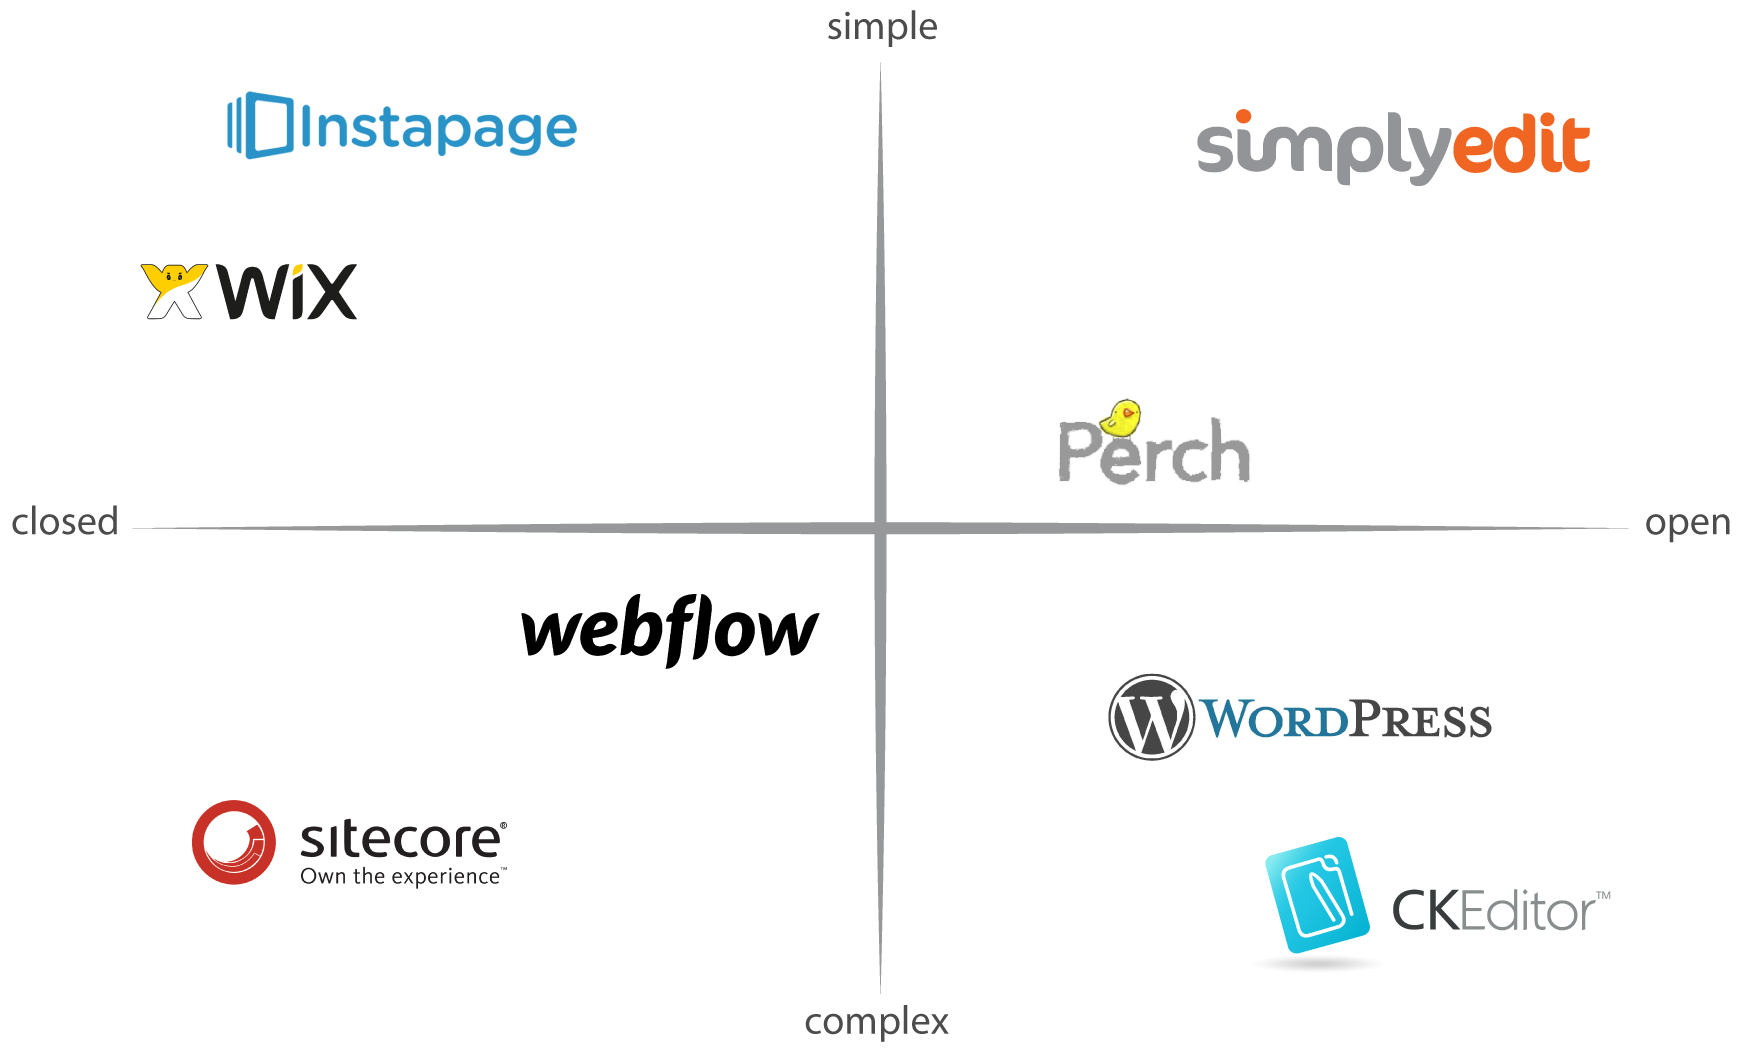 simple
Instapage
simplyedit
WiX
Perch
closed
open
webflow
WORDPRESS
sitecore®
Own the experience™
CKEditor™
complex